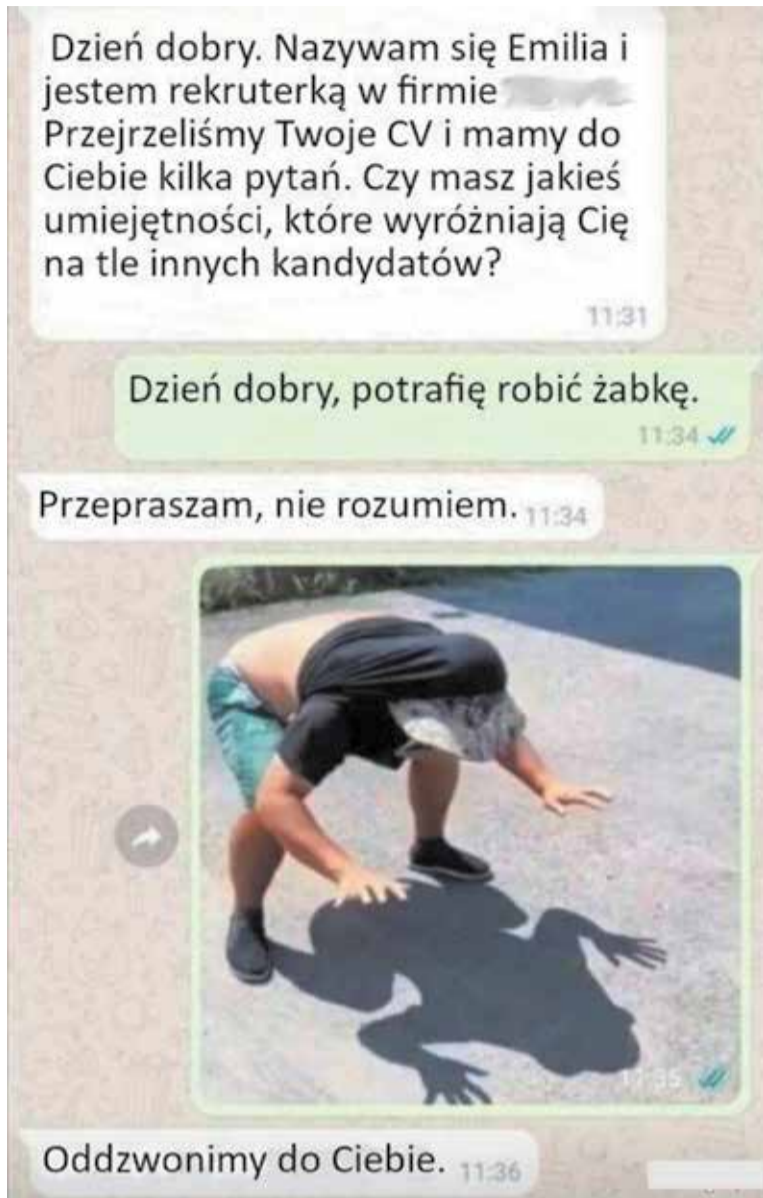 Dzień dobry. Nazywam się Emilia i
jestem rekruterką w firmie
Przejrzeliśmy Twoje CV i mamy do
Ciebie kilka pytań. Czy masz jakieś
umiejętności, które wyróżniają Cię
na tle innych kandydatów?
11:31
Dzień dobry, potrafię robić żabkę.
11:34
Przepraszam, nie rozumiem. 11:34
11:35
Oddzwonimy do Ciebie. 11:36